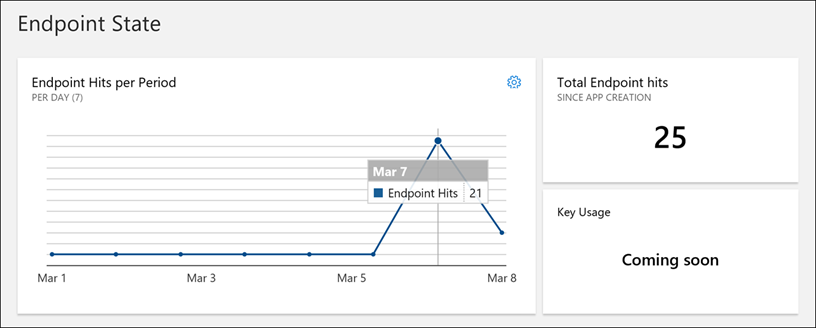 Endpoint State
Endpoint Hits per Period
PER DAY (7)
Mar 7
Endpoint Hits 21
Mar 1 Mar 3 Mar 5 Mar 8
Total Endpoint hits
SINCE APP CREATION
25
Key Usage
Coming soon